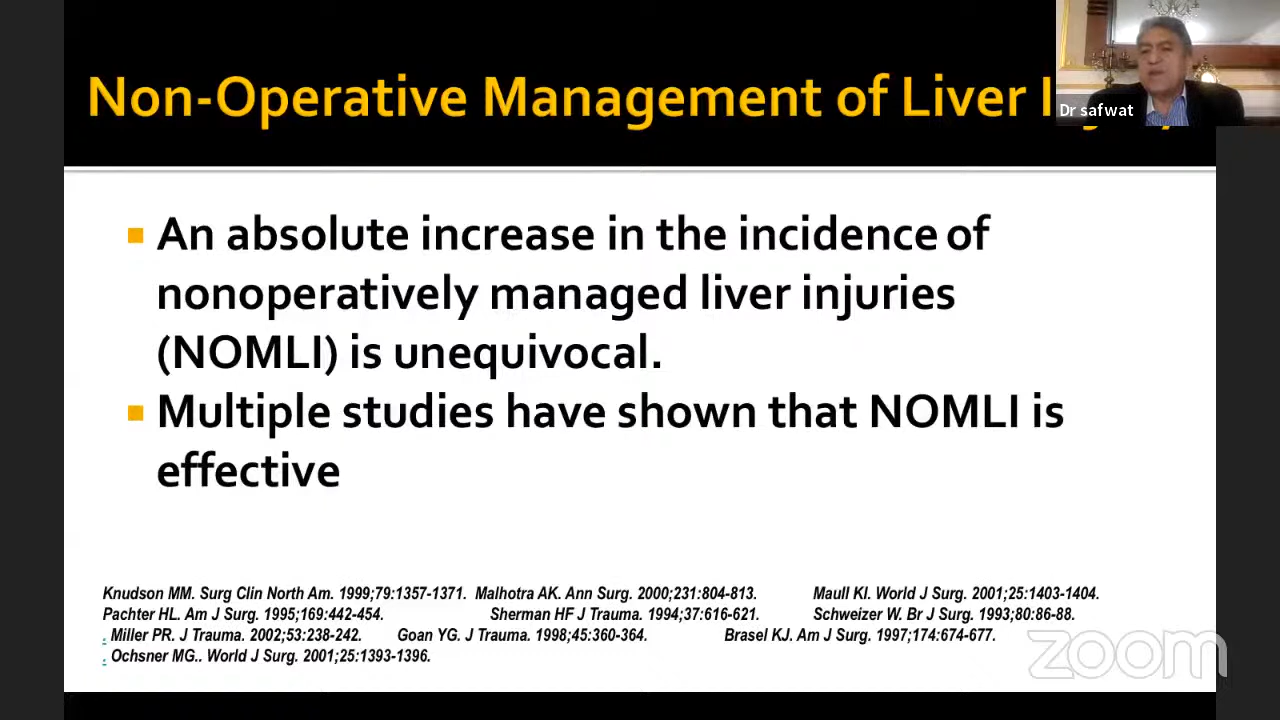 Non-Operative Management of Liver
Dr safwat
An absolute increase in the incidence of
nonoperatively managed liver injuries
(NOMLI) is unequivocal.
Multiple studies have shown that NOMLI is
effective
Knudson MM. Surg Clin North Am. 1999;79:1357-1371. Malhotra AK. Ann Surg. 2000;231:804-813. Maull KI. World J Surg. 2001;25:1403-1404.
Pachter HL. Am J Surg. 1995;169:442-454. Sherman HF J Trauma. 1994;37:616-621. Schweizer W. Br J Surg. 1993;80:86-88.
. Miller PR. J Trauma. 2002;53:238-242. Goan YG. J Trauma. 1998;45:360-364. Brasel KJ. Am J Surg. 1997;174:674-677.
. Ochsner MG.. World J Surg. 2001;25:1393-1396.
zoom